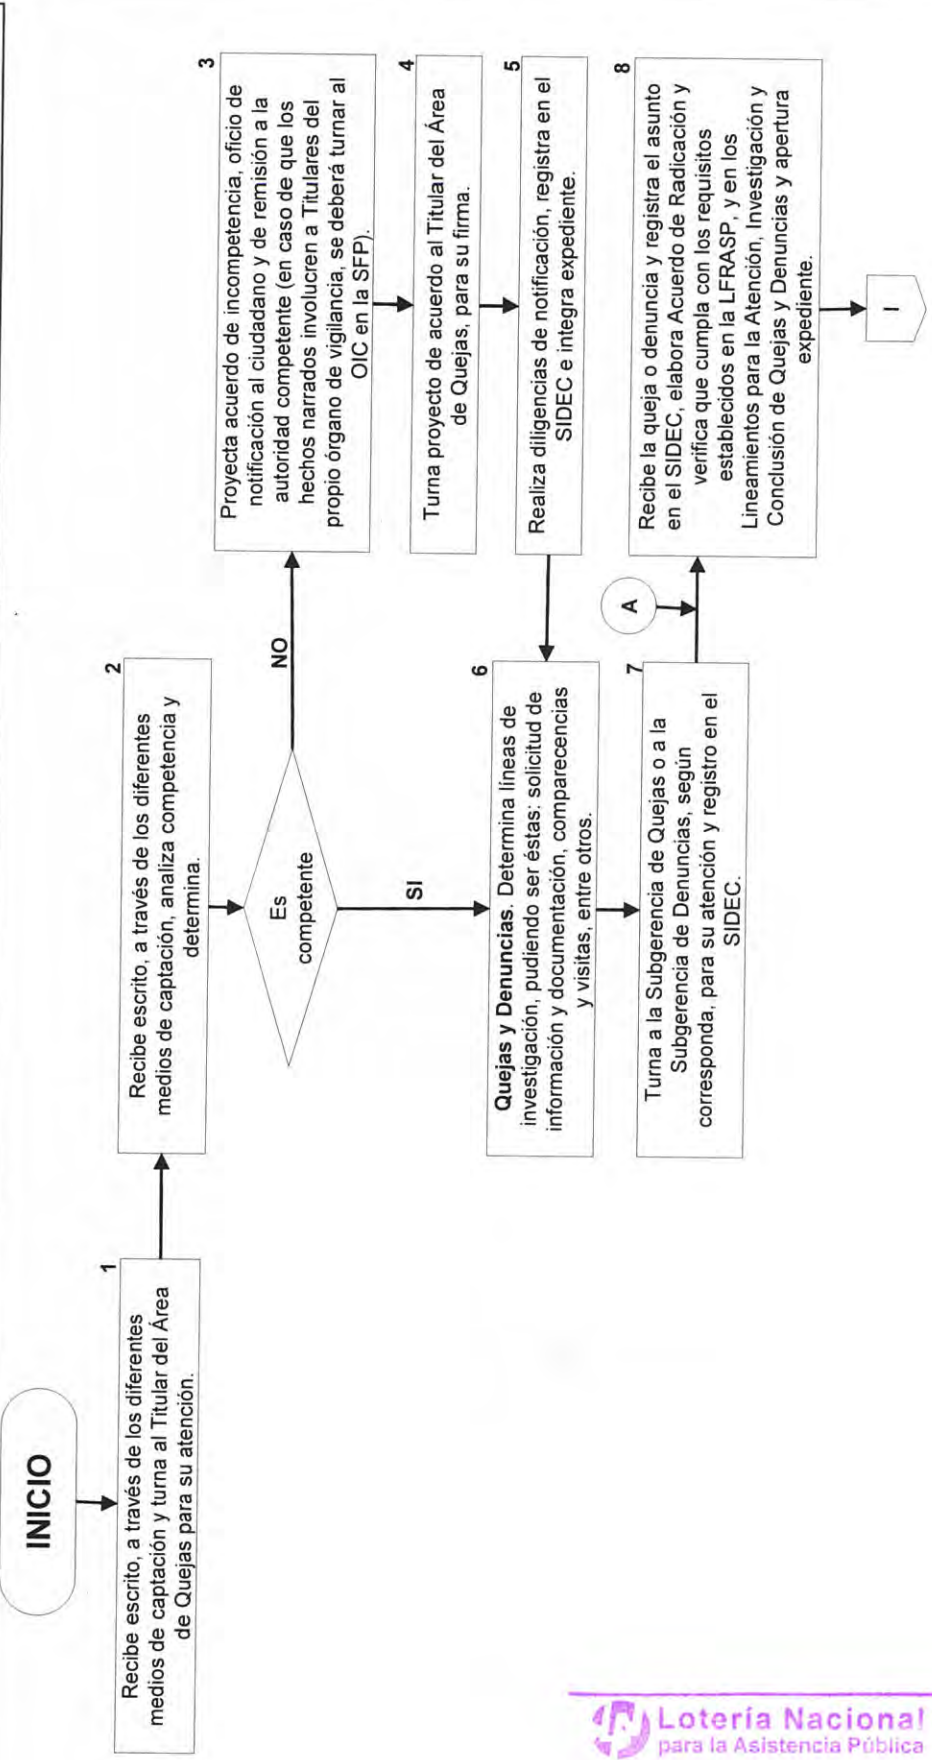 INICIO
1
Recibe escrito, a través de los diferentes
medios de captación y turna al Titular del Área
de Quejas para su atención.
2
Recibe escrito, a través de los diferentes
medios de captación, analiza competencia y
determina.
Es
competente
NO
SI
3
Proyecta acuerdo de incompetencia, oficio de
notificación al ciudadano y de remisión a la
autoridad competente (en caso de que los
hechos narrados involucren a Titulares del
propio órgano de vigilancia, se deberá turnar al
OIC en la SFP).
4
Turna proyecto de acuerdo al Titular del Área
de Quejas, para su firma.
5
Realiza diligencias de notificación, registra en el
SIDEC e integra expediente.
6
Quejas y Denuncias. Determina líneas de
investigación, pudiendo ser éstas: solicitud de
información y documentación, comparecencias
y visitas, entre otros.
7
Turna a la Subgerencia de Quejas o a la
Subgerencia de Denuncias, según
corresponda, para su atención y registro en el
SIDEC.
A
8
Recibe la queja o denuncia y registra el asunto
en el SIDEC, elabora Acuerdo de Radicación y
verifica que cumpla con los requisitos
establecidos en la LFRASP, y en los
Lineamientos para la Atención, Investigación y
Conclusión de Quejas y Denuncias y apertura
expediente.
I
Lotería Nacional
para la Asistencia Pública